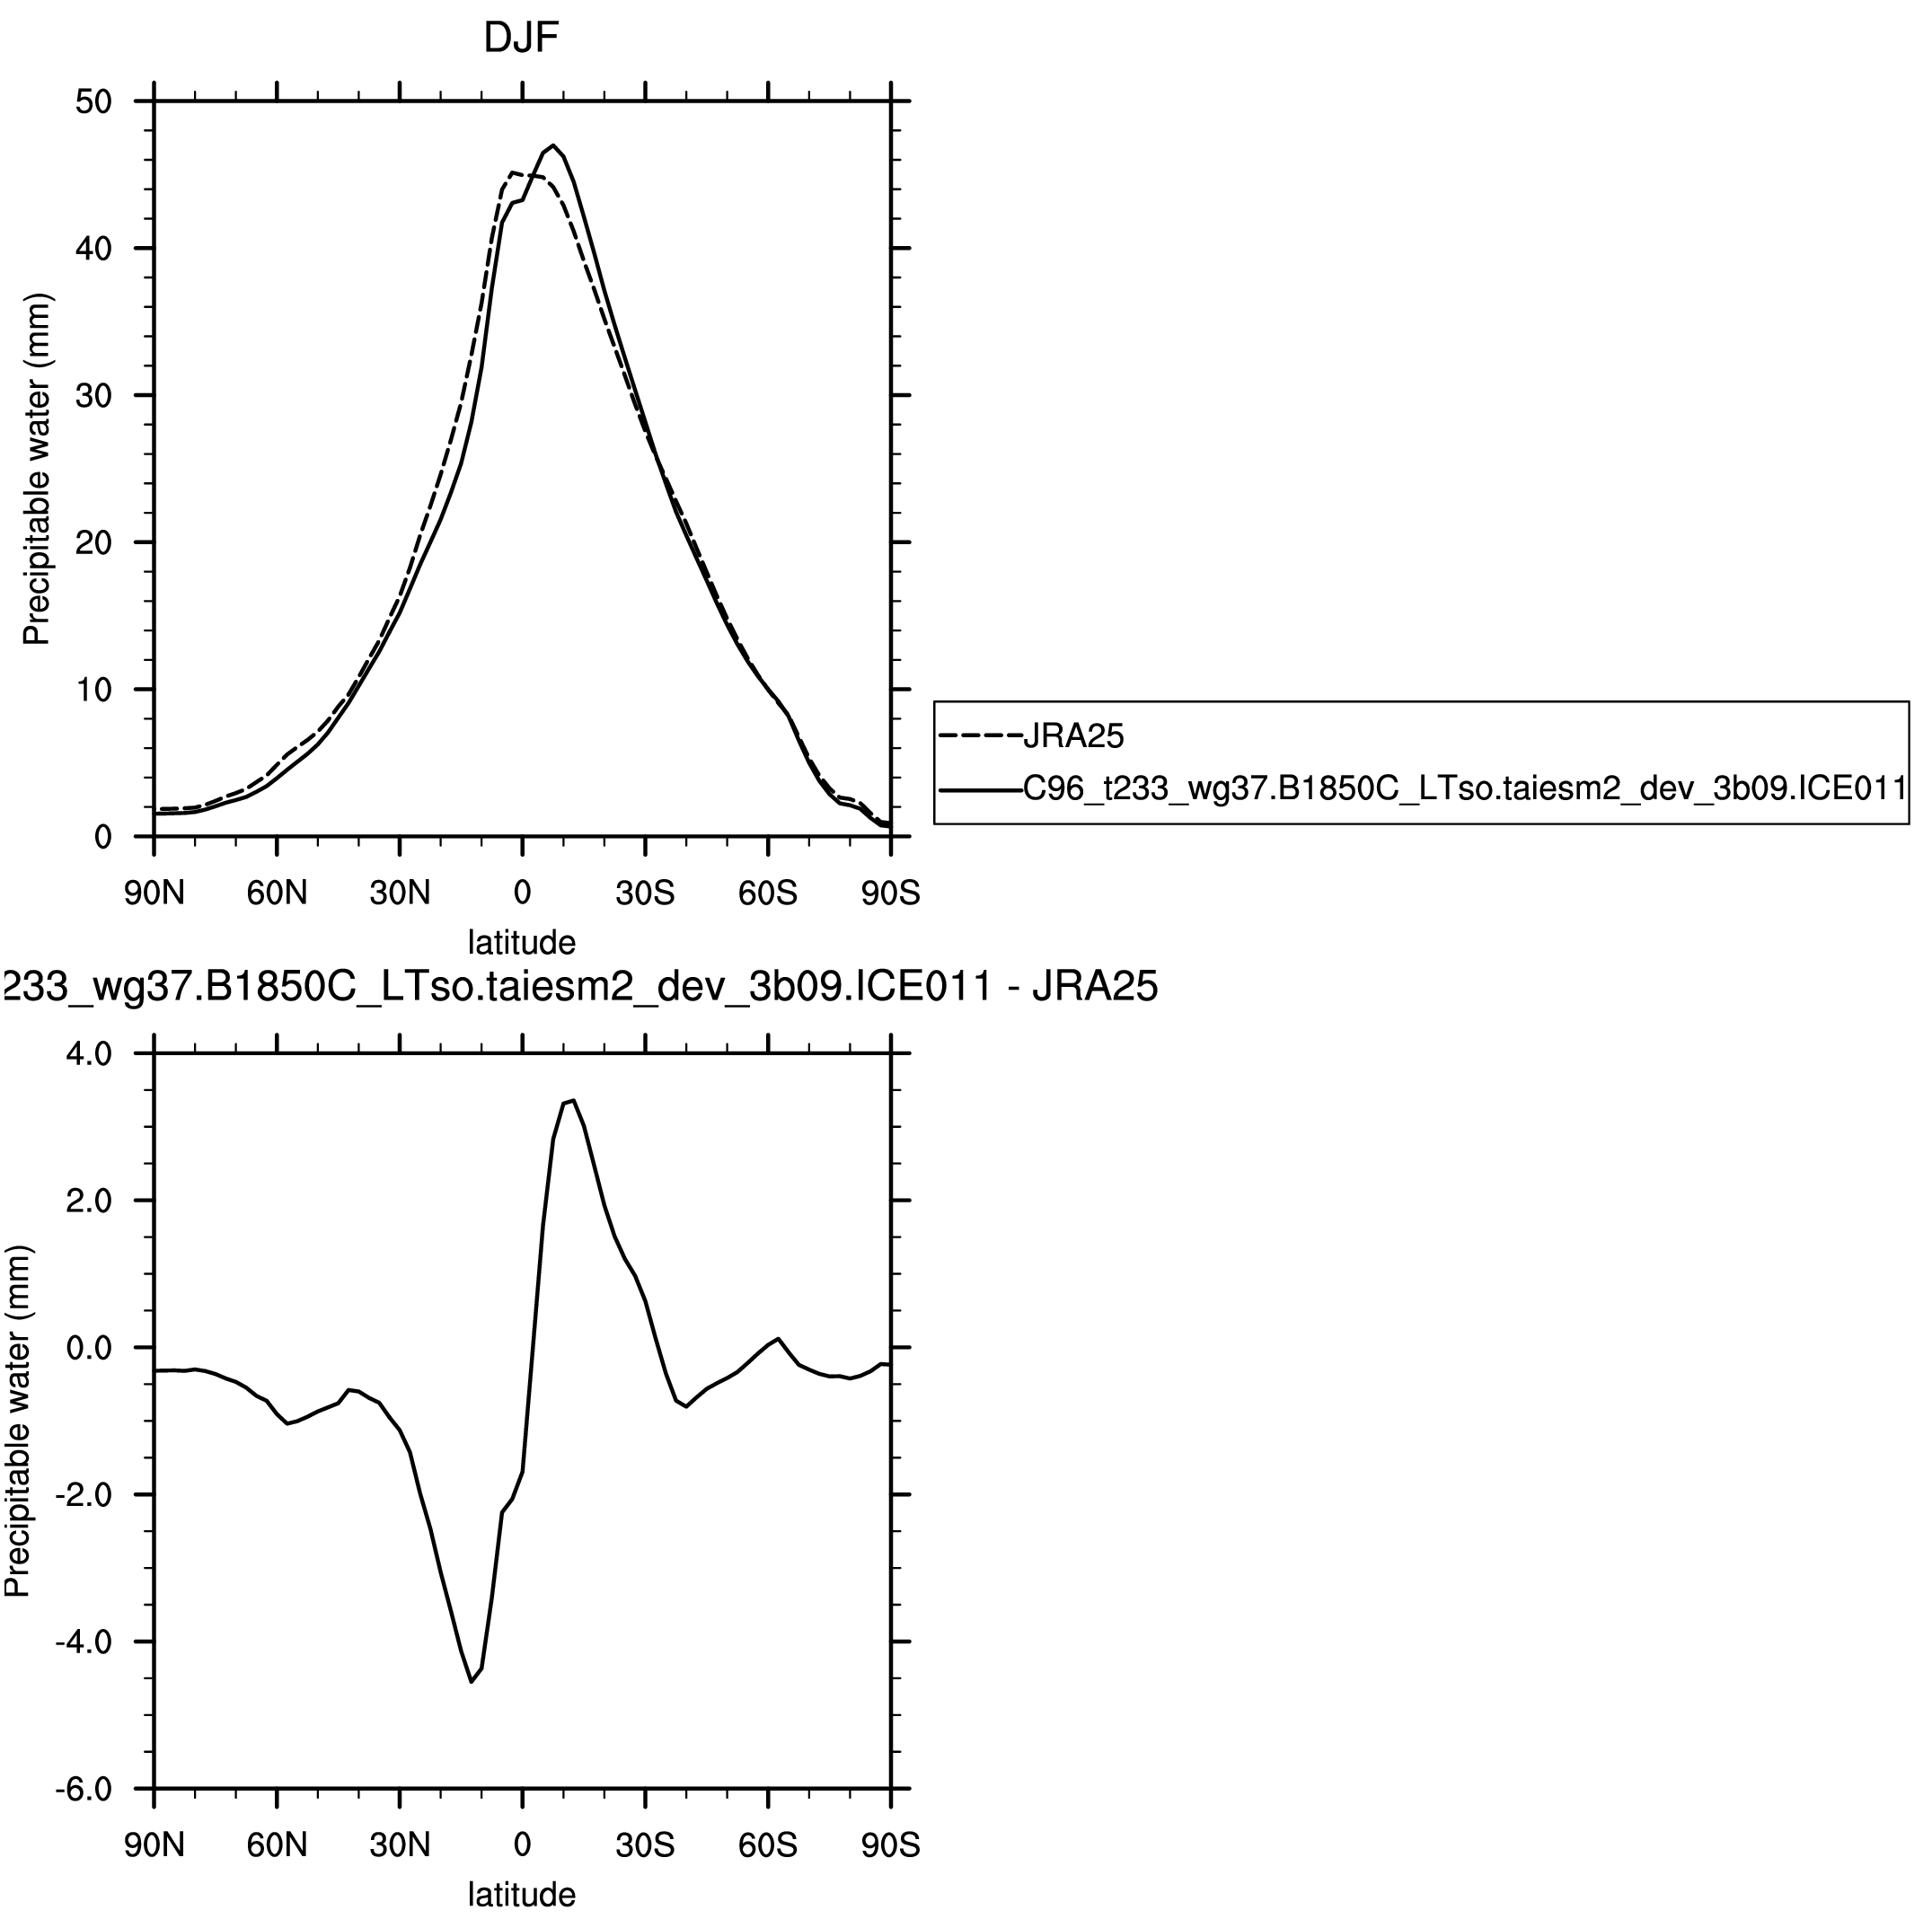 DJF
50
40
30
20
10
0
Precipitable water (mm)
90N 60N 30N 0 30S 60S 90S
latitude
JRA25
C96_t233_wg37.B1850C_LTso.taiesm2_dev_3b09.ICE011
233_wg37.B1850C_LTso.taiesm2_dev_3b09.ICE011 - JRA25
4.0
2.0
0.0
-2.0
-4.0
-6.0
Precipitable water (mm)
90N 60N 30N 0 30S 60S 90S
latitude